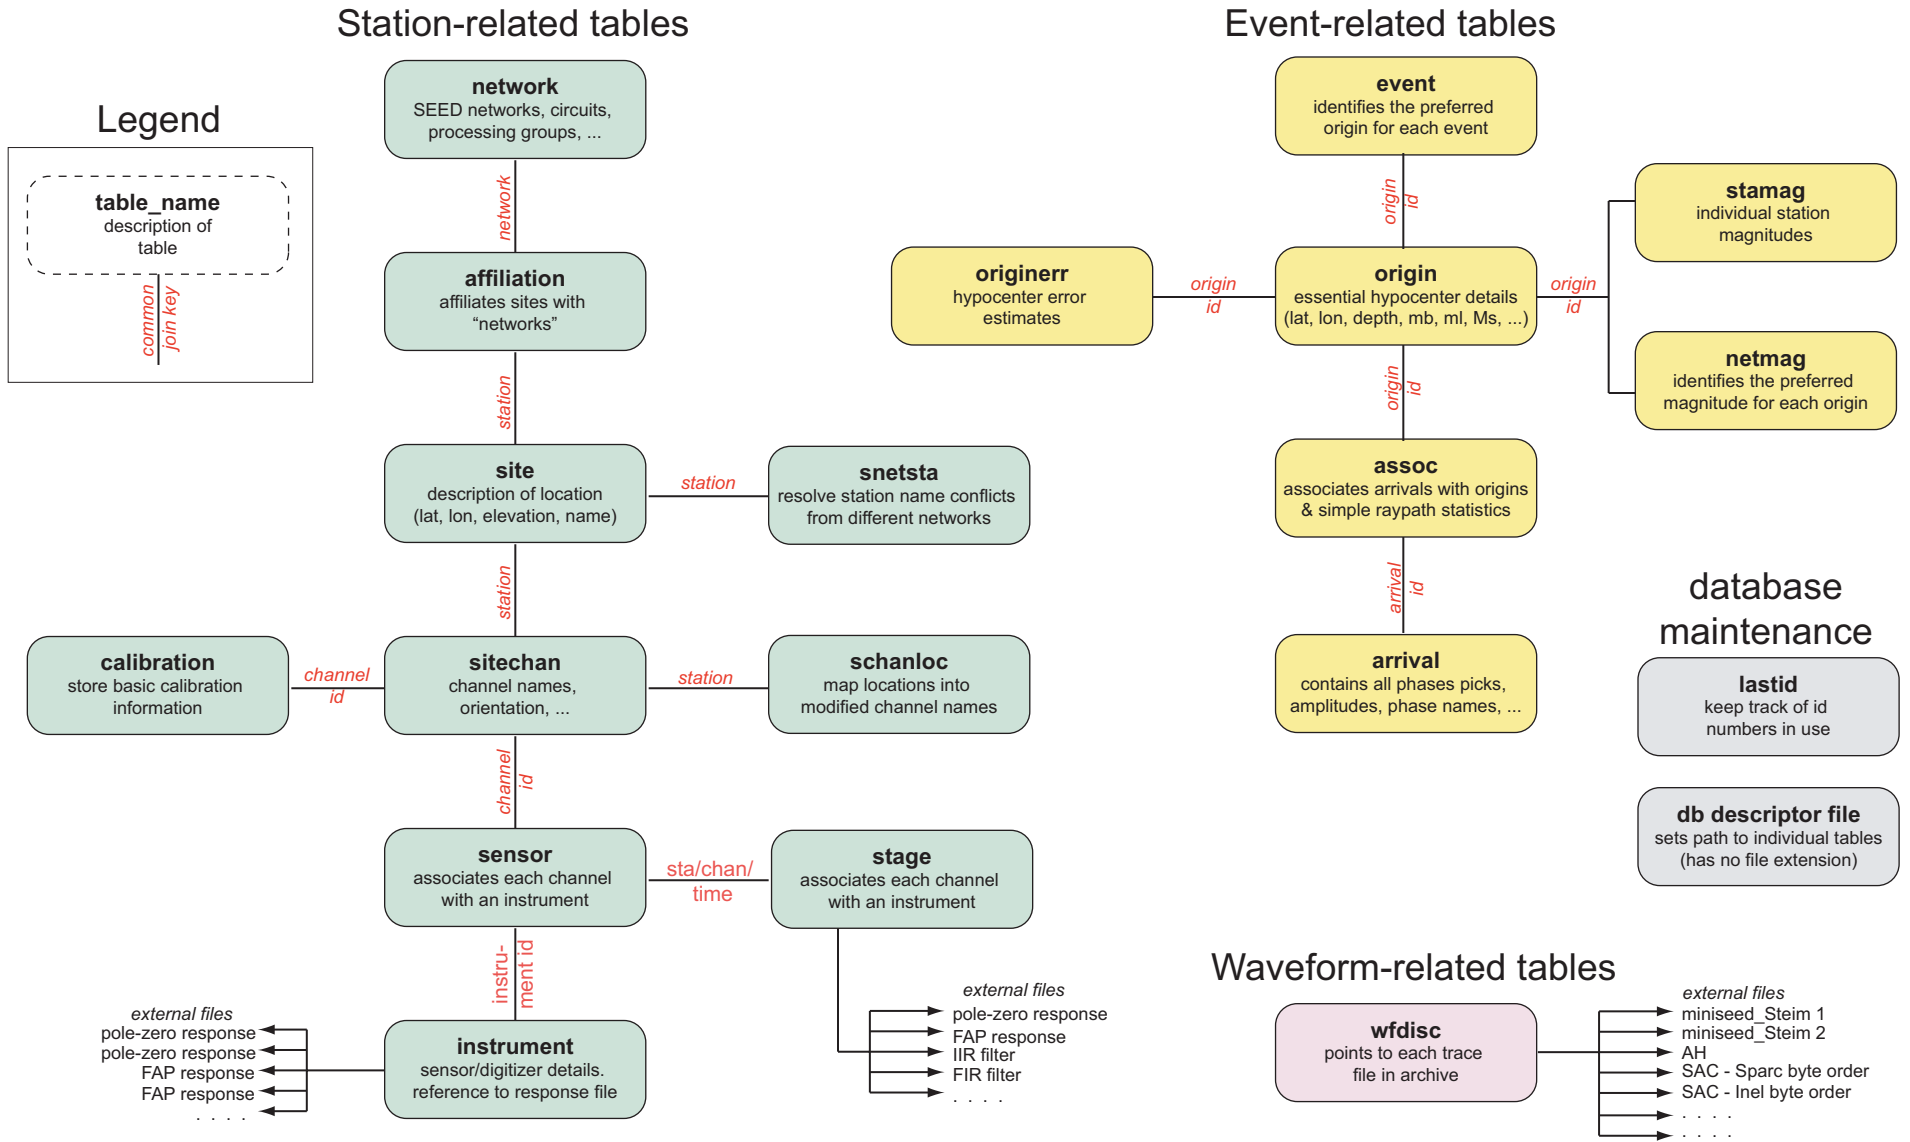 Station-related tables
Event-related tables
Legend
table_name
description of
table
common
join key
network
SEED networks, circuits,
processing groups, ...
network
affiliation
affiliates sites with
“networks”
station
site
description of location
(lat, lon, elevation, name)
station
snetsta
resolve station name conflicts
from different networks
station
calibration
store basic calibration
information
channel
id
sitechan
channel names,
orientation, ...
station
schanloc
map locations into
modified channel names
channel
id
sensor
associates each channel
with an instrument
sta/chan/
time
stage
associates each channel
with an instrument
instru-
ment id
instrument
sensor/digitizer details.
reference to response file
external files
pole-zero response
pole-zero response
FAP response
FAP response
. . . .
external files
pole-zero response
FAP response
IIR filter
FIR filter
. . . .
event
identifies the preferred
origin for each event
origin
id
originerr
hypocenter error
estimates
origin
id
origin
essential hypocenter details
(lat, lon, depth, mb, ml, Ms, ...)
origin
id
stamag
individual station
magnitudes
netmag
identifies the preferred
magnitude for each origin
origin
id
assoc
associates arrivals with origins
& simple raypath statistics
arrival
id
arrival
contains all phases picks,
amplitudes, phase names, ...
database
maintenance
lastid
keep track of id
numbers in use
db descriptor file
sets path to individual tables
(has no file extension)
Waveform-related tables
wfdisc
points to each trace
file in archive
external files
miniseed_Steim 1
miniseed_Steim 2
AH
SAC - Sparc byte order
SAC - Inel byte order
. . . .
. . . .